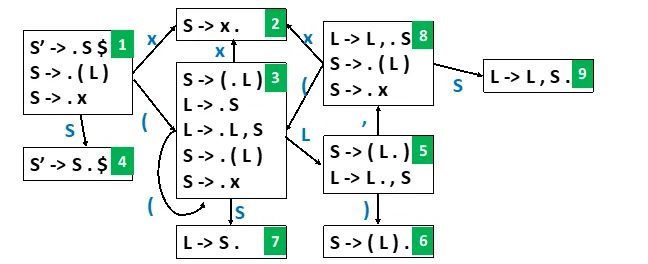 S' -> . S $ 1
S -> . ( L )
S -> . x
x
(
S
S' -> S . $ 4
S -> x . 2
x
S -> ( . L ) 3
L -> . S
L -> . L , S
S -> . ( L )
S -> . x
(
S
L -> S . 7
x
(
L
L -> L , . S 8
S -> . ( L )
S -> . x
S
L -> L , S . 9
,
S -> ( L . ) 5
L -> L . , S
)
S -> ( L ) . 6